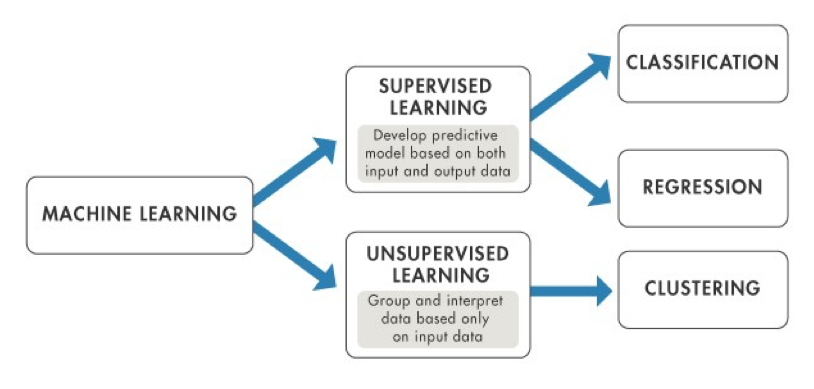 MACHINE LEARNING
SUPERVISED
LEARNING
Develop predictive
model based on both
input and output data
UNSUPERVISED
LEARNING
Group and interpret
data based only
on input data
CLASSIFICATION
REGRESSION
CLUSTERING